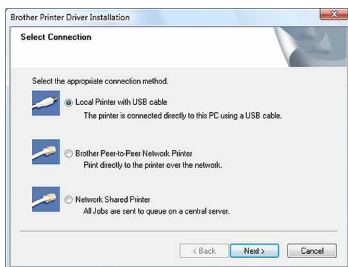 Brother Printer Driver Installation
Select Connection
Select the appropriate connection method.
Local Printer with USB cable
The printer is connected directly to this PC using a USB cable.
Brother Peer-to-Peer Network Printer
Print directly to the printer over the network.
Network Shared Printer
All Jobs are sent to queue on a central server.
< Back Next > Cancel